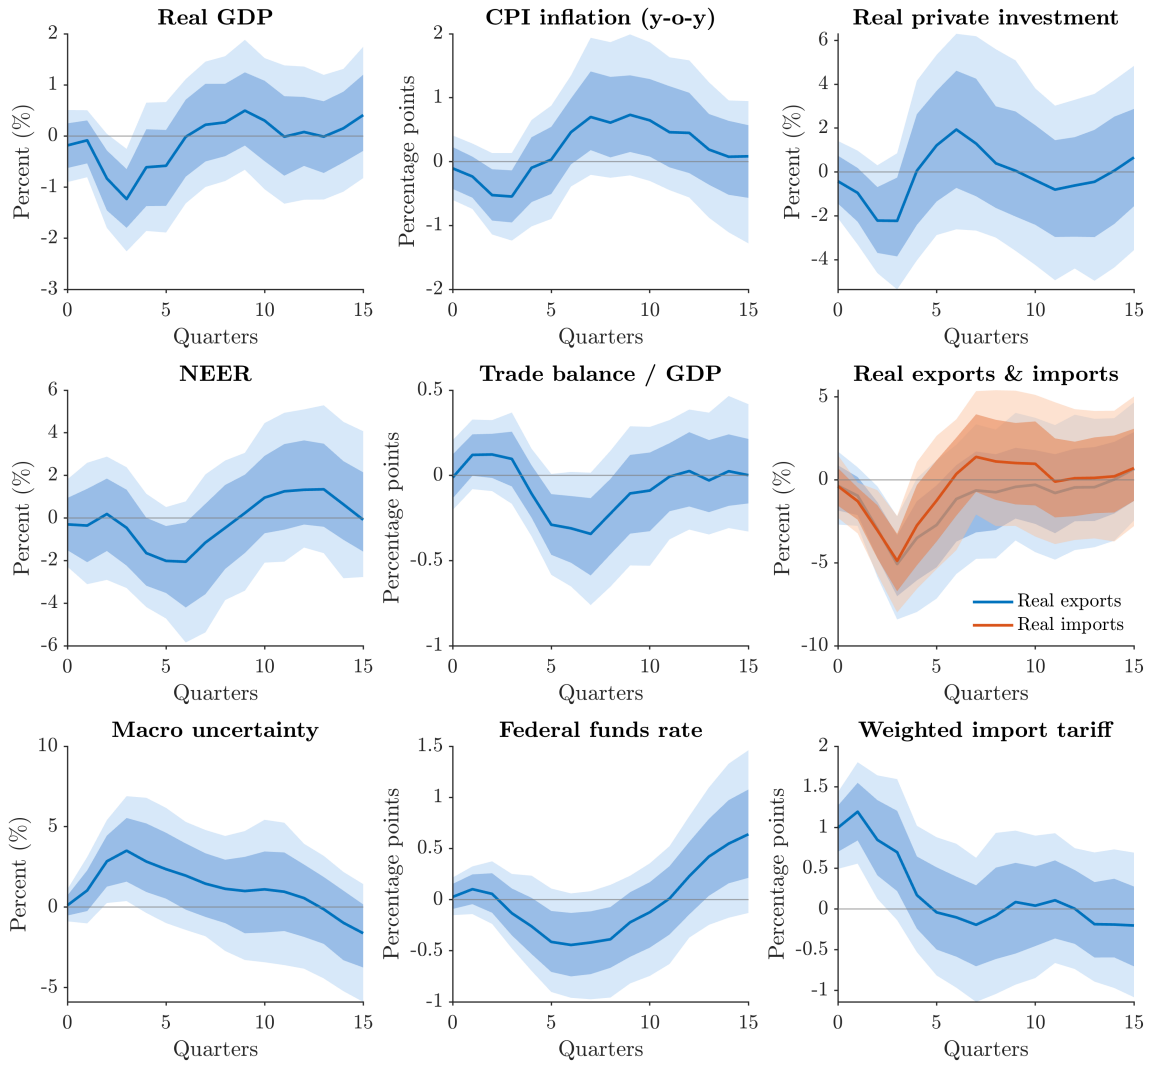 Real GDP
Percent (%)
2
1
0
-1
-2
-3
0 5 10 15
Quarters
CPI inflation (y-o-y)
Percentage points
2
1
0
-1
-2
0 5 10 15
Quarters
Real private investment
Percent (%)
6
4
2
0
-2
-4
0 5 10 15
Quarters
NEER
Percent (%)
6
4
2
0
-2
-4
-6
0 5 10 15
Quarters
Trade balance / GDP
Percentage points
0.5
0
-0.5
-1
0 5 10 15
Quarters
Real exports & imports
Percent (%)
5
0
-5
-10
Real exports
Real imports
0 5 10 15
Quarters
Macro uncertainty
Percent (%)
10
5
0
-5
0 5 10 15
Quarters
Federal funds rate
Percentage points
1.5
1
0.5
0
-0.5
-1
0 5 10 15
Quarters
Weighted import tariff
Percentage points
2
1.5
1
0.5
0
-0.5
-1
0 5 10 15
Quarters